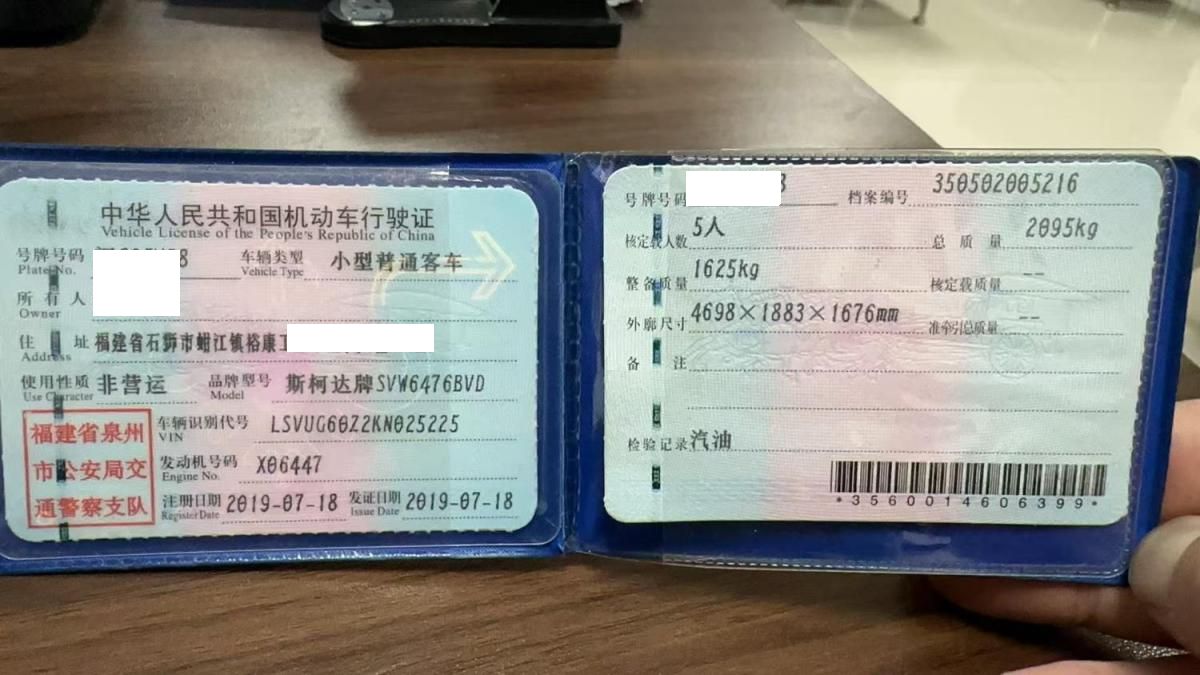 中华人民共和国机动车行驶证
Vehicle License of the People's Republic of China
号牌号码 8 车辆类型 小型普通客车
Plate No. Vehicle Type
所有人
Owner
住址 福建省石狮市蚶江镇裕康工
Address
使用性质 非营运 品牌型号 斯柯达牌SVW6476BVD
Use Character Model
福建省泉州
市公安局交
通警察支队
车辆识别代号 LSVUG60Z2KN025225
VIN
发动机号码 X06447
Engine No.
注册日期 2019-07-18 发证日期 2019-07-18
Register Date Issue Date
号牌号码 8 档案编号 350502005216
核定载人数 5人 总质量 2095kg
整备质量 1625kg 核定载质量 --
外廓尺寸 4698×1883×1676mm 准牵引总质量 --
备注
检验记录 汽油
*3560014606399*